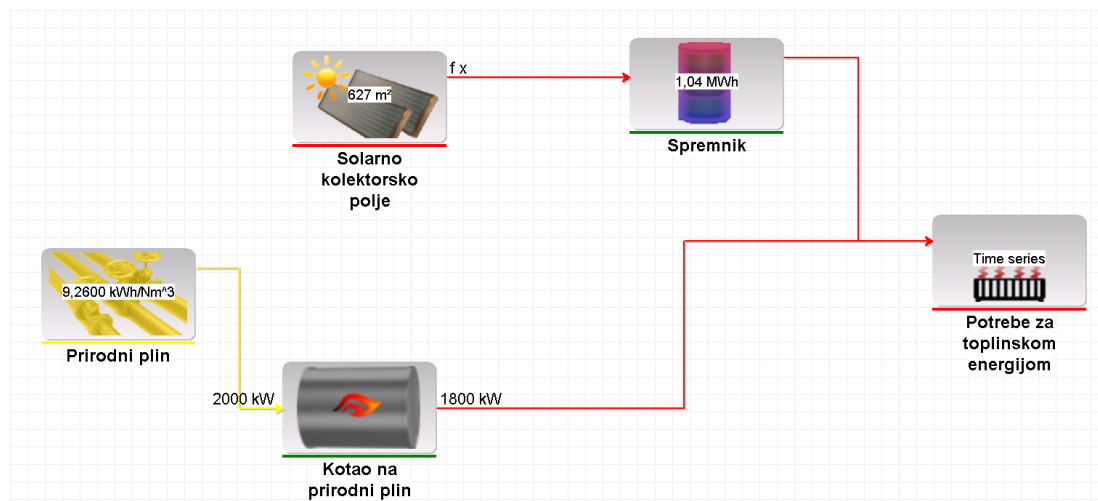 627 m²
f x
Solarno
kolektorsko
polje
1,04 MWh
Spremnik
9,2600 kWh/Nm^3
Prirodni plin
2000 kW
1800 kW
Kotao na
prirodni plin
Time series
Potrebe za
toplinskom
energijom